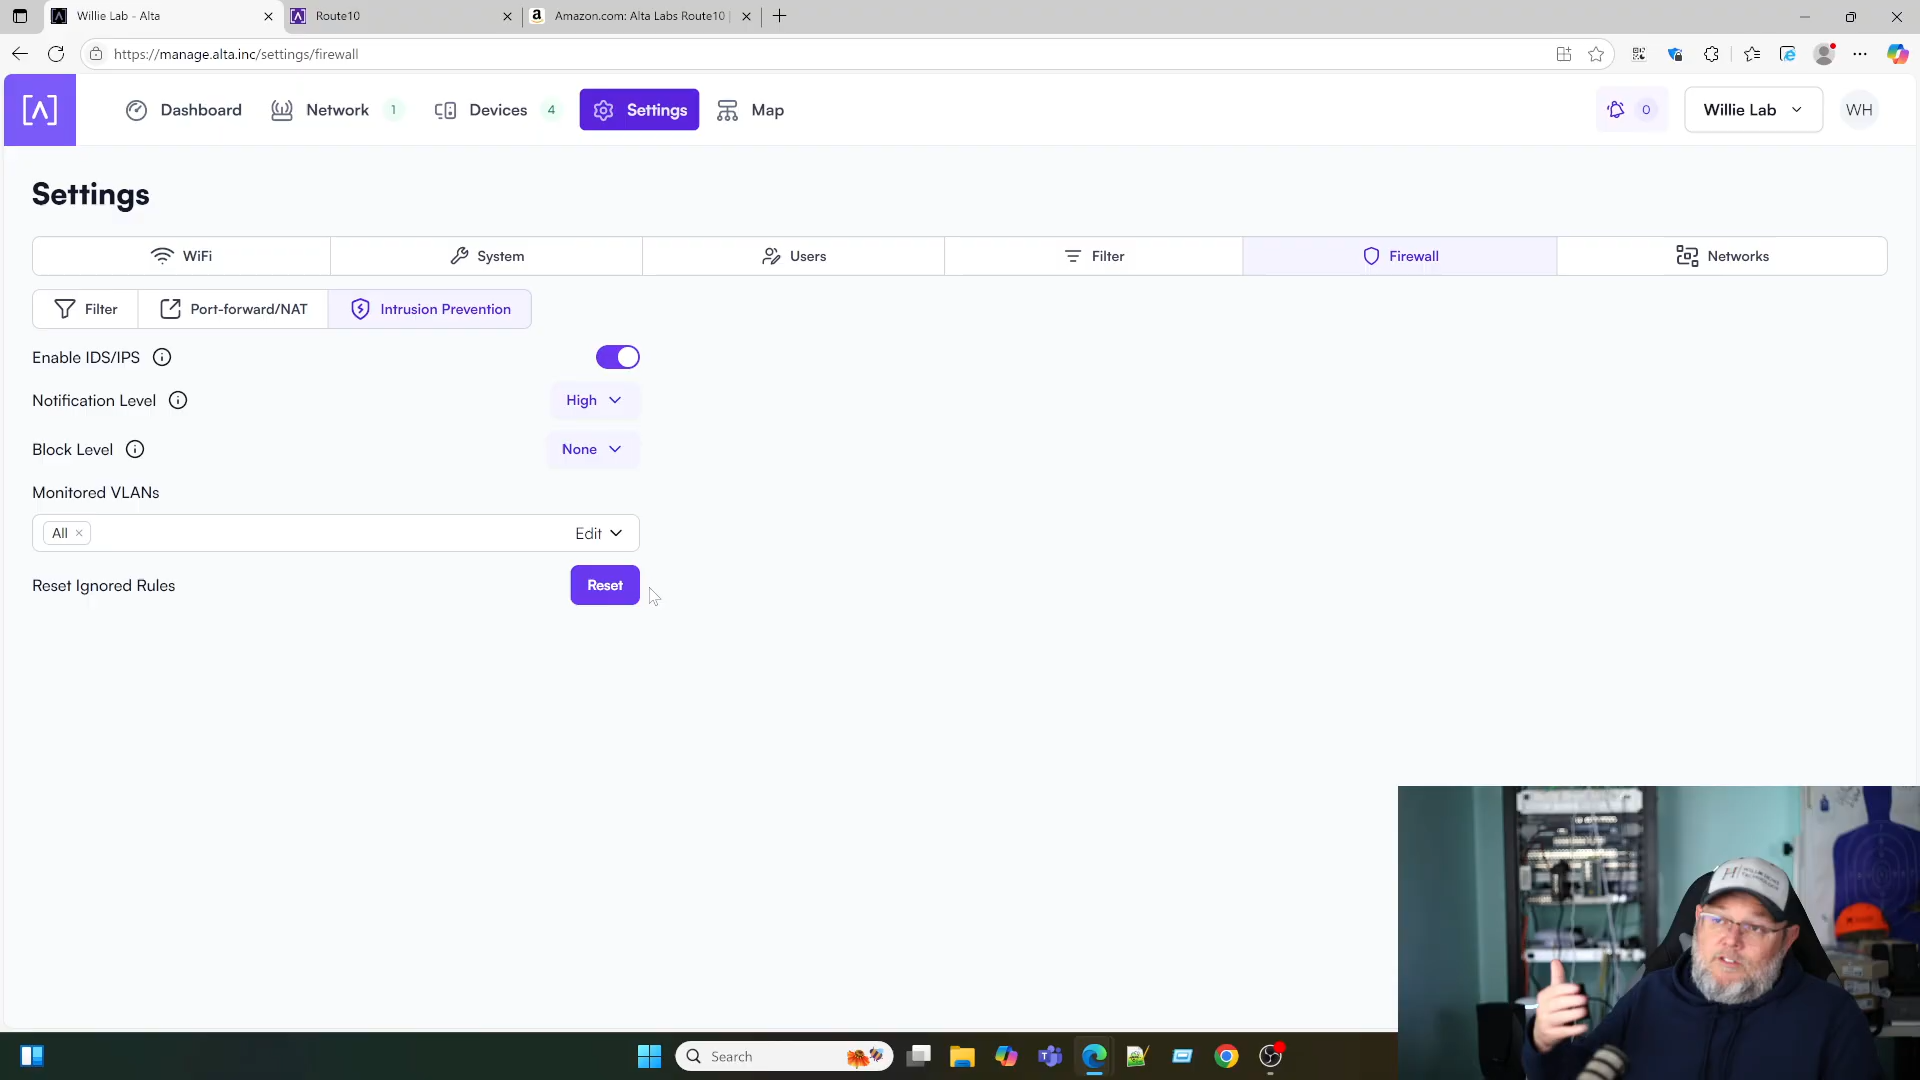 Willie Lab - Alta
Route10
Amazon.com: Alta Labs Route10
https://manage.alta.inc/settings/firewall
Dashboard
Network 1
Devices 4
Settings
Map
0
Willie Lab
WH
Settings
WiFi
System
Users
Filter
Firewall
Networks
Filter
Port-forward/NAT
Intrusion Prevention
Enable IDS/IPS
Notification Level
High
Block Level
None
Monitored VLANs
All ×
Edit
Reset Ignored Rules
Reset
Search